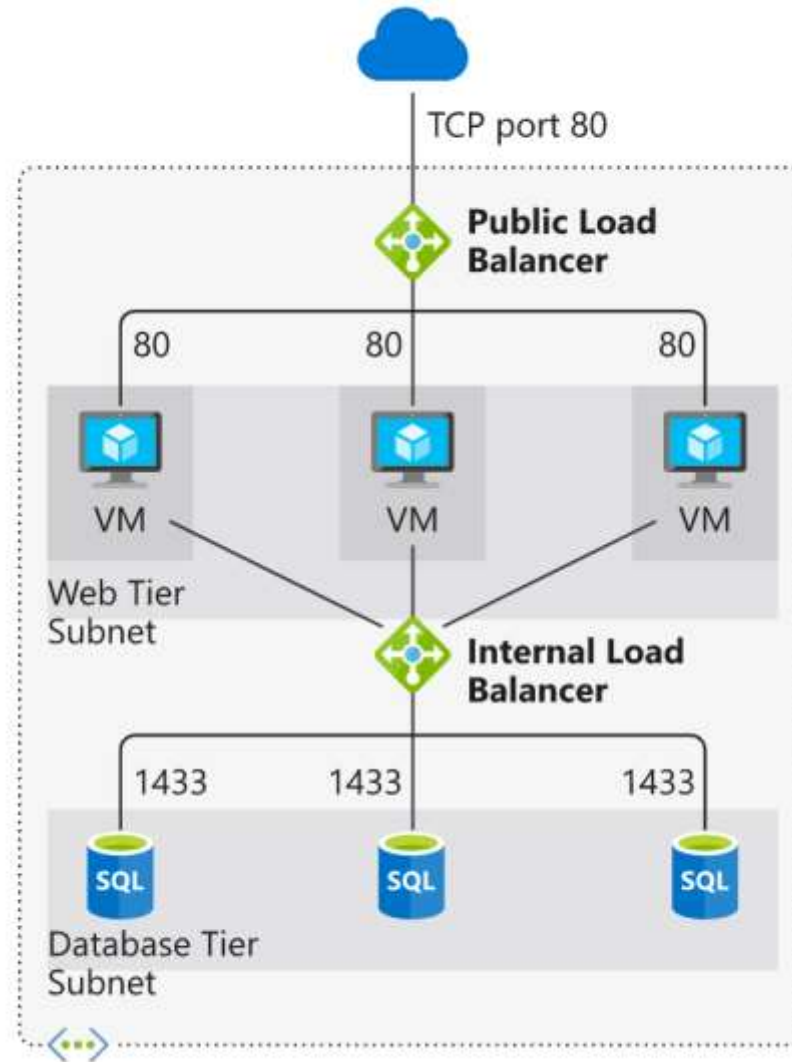 TCP port 80
Public Load
Balancer
80
80
80
VM
VM
VM
Web Tier
Subnet
Internal Load
Balancer
1433
1433
1433
SQL
SQL
SQL
Database Tier
Subnet